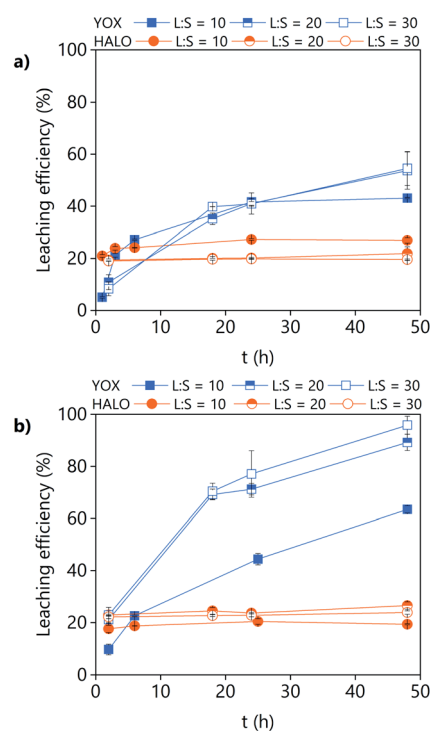 YOX L:S = 10 L:S = 20 L:S = 30
HALO L:S = 10 L:S = 20 L:S = 30
a)
100
80
60
40
20
0
Leaching efficiency (%)
0 10 20 30 40 50
t (h)
YOX L:S = 10 L:S = 20 L:S = 30
HALO L:S = 10 L:S = 20 L:S = 30
b)
100
80
60
40
20
0
Leaching efficiency (%)
0 10 20 30 40 50
t (h)